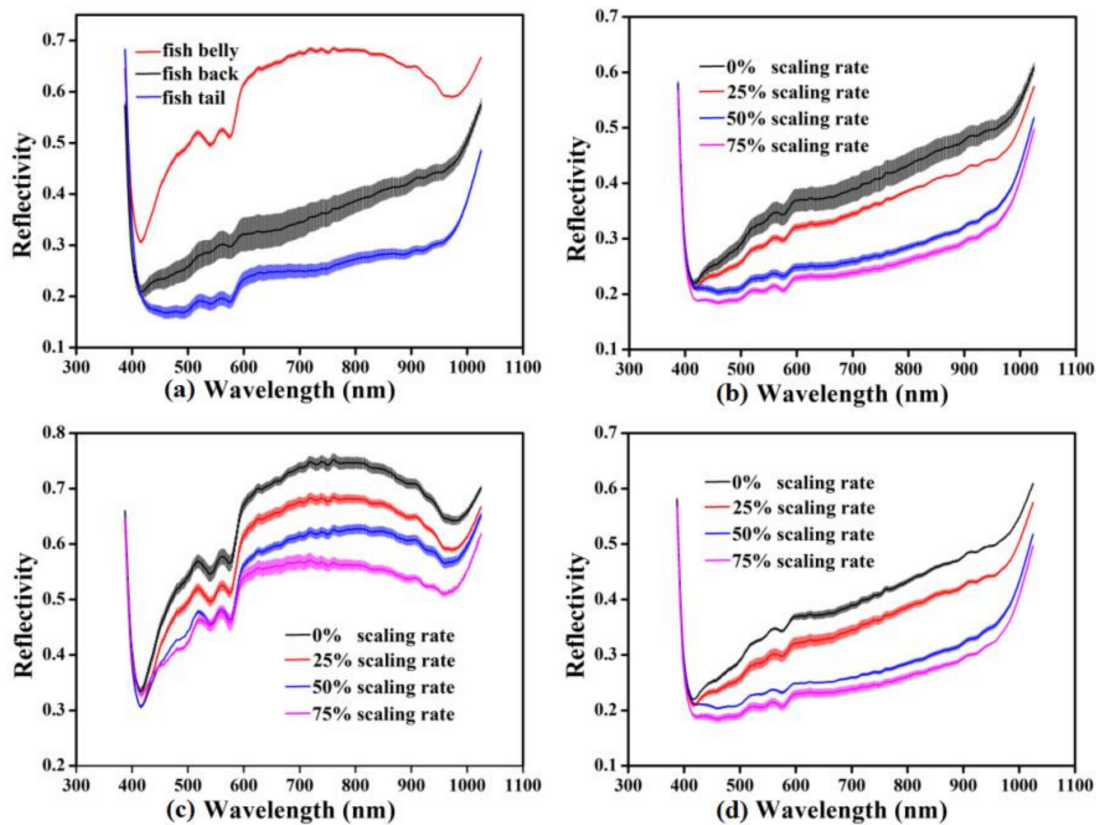 0.7
0.6
0.5
0.4
0.3
0.2
0.1
Reflectivity
fish belly
fish back
fish tail
300 400 500 600 700 800 900 1000 1100
(a) Wavelength (nm)
0.7
0.6
0.5
0.4
0.3
0.2
0.1
Reflectivity
0% scaling rate
25% scaling rate
50% scaling rate
75% scaling rate
300 400 500 600 700 800 900 1000 1100
(b) Wavelength (nm)
0.8
0.7
0.6
0.5
0.4
0.3
0.2
Reflectivity
0% scaling rate
25% scaling rate
50% scaling rate
75% scaling rate
300 400 500 600 700 800 900 1000 1100
(c) Wavelength (nm)
0.7
0.6
0.5
0.4
0.3
0.2
0.1
Reflectivity
0% scaling rate
25% scaling rate
50% scaling rate
75% scaling rate
300 400 500 600 700 800 900 1000 1100
(d) Wavelength (nm)